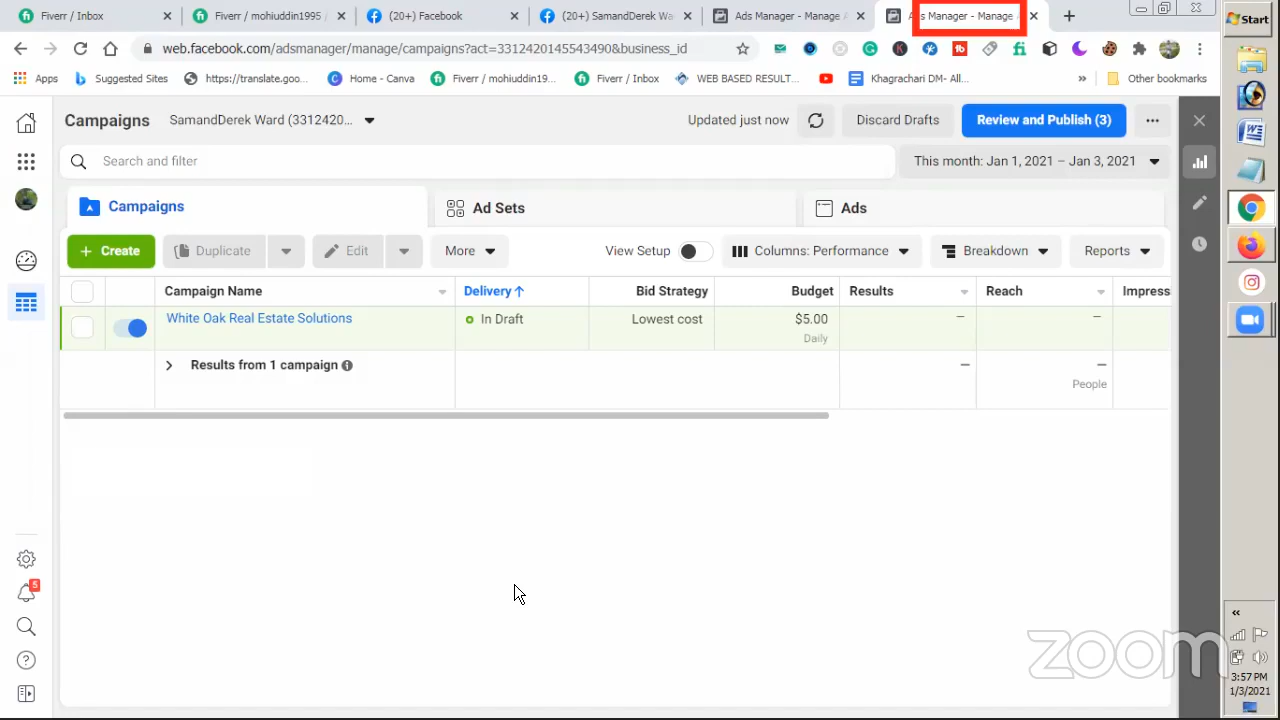 Fiverr / Inbox
Fiverr / mohiuddin1995 /
(20+) Facebook
(20+) SamandDerek Wa
Ads Manager - Manage
Ads Manager - Manage
Start
web.facebook.com/adsmanager/manage/campaigns?act=3312420145543490&business_id
Apps
Suggested Sites
https://translate.goo...
Home - Canva
Fiverr / mohiuddin19...
Fiverr / Inbox
WEB BASED RESULT...
Khagrachari DM- All...
»
Other bookmarks
Campaigns
SamandDerek Ward (3312420...
Updated just now
Discard Drafts
Review and Publish (3)
Search and filter
This month: Jan 1, 2021 – Jan 3, 2021
Campaigns
Ad Sets
Ads
+ Create
Duplicate
Edit
More
View Setup
Columns: Performance
Breakdown
Reports
Campaign Name
Delivery↑
Bid Strategy
Budget
Results
Reach
Impress
White Oak Real Estate Solutions
In Draft
Lowest cost
$5.00
Daily
—
—
Results from 1 campaign
—
—
People
5
«
zoom
3:57 PM
1/3/2021